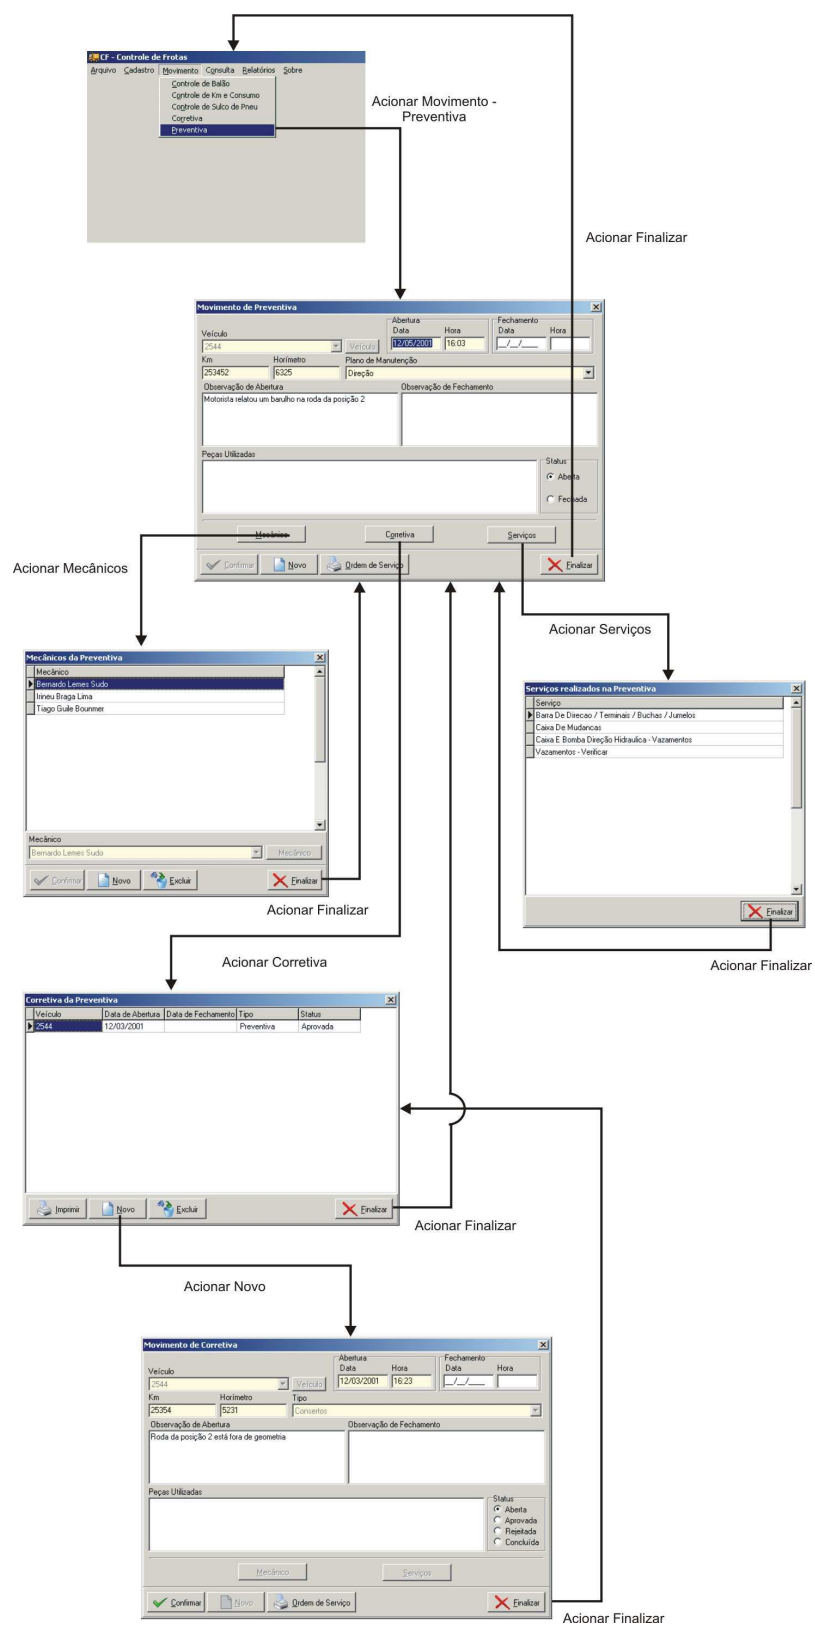 CF - Controle de Frotas
Arquivo Cadastro Movimento Consulta Relatórios Sobre
Controle de Balão
Controle de Km e Consumo
Controle de Sulco de Pneu
Corretiva
Preventiva
Acionar Movimento -
Preventiva
Acionar Finalizar
Movimento de Preventiva
Abertura
Fechamento
Veículo
Data Hora
Data Hora
2544
Veículo
12/05/2001 16:03
__/__/____
Km Horímetro Plano de Manutenção
253452 6325 Direção
Observação de Abertura
Observação de Fechamento
Motorista relatou um barulho na roda da posição 2
Peças Utilizadas
Status
Aberta
Fechada
Mecânico
Corretiva
Serviços
Confirmar
Novo
Ordem de Serviço
Finalizar
Acionar Mecânicos
Acionar Serviços
Mecânicos da Preventiva
Mecânico
Bernardo Lemes Sudo
Irineu Braga Lima
Tiago Guile Bounmer
Mecânico
Bernardo Lemes Sudo
Mecânico
Confirmar
Novo
Excluir
Finalizar
Acionar Finalizar
Serviços realizados na Preventiva
Serviço
Barra De Direcao / Terminais / Buchas / Jumelos
Caixa De Mudancas
Caixa E Bomba Direção Hidraulica - Vazamentos
Vazamentos - Verificar
Finalizar
Acionar Finalizar
Acionar Corretiva
Corretiva da Preventiva
Veículo Data de Abertura Data de Fechamento Tipo Status
2544 12/03/2001 Preventiva Aprovada
Imprimir
Novo
Excluir
Finalizar
Acionar Finalizar
Acionar Novo
Movimento de Corretiva
Abertura
Fechamento
Veículo
Data Hora
Data Hora
2544
Veículo
12/03/2001 16:23
__/__/____
Km Horímetro Tipo
25354 5231 Consertos
Observação de Abertura
Observação de Fechamento
Roda da posição 2 está fora de geometria
Peças Utilizadas
Status
Aberta
Aprovada
Rejeitada
Concluída
Mecânico
Serviços
Confirmar
Novo
Ordem de Serviço
Finalizar
Acionar Finalizar